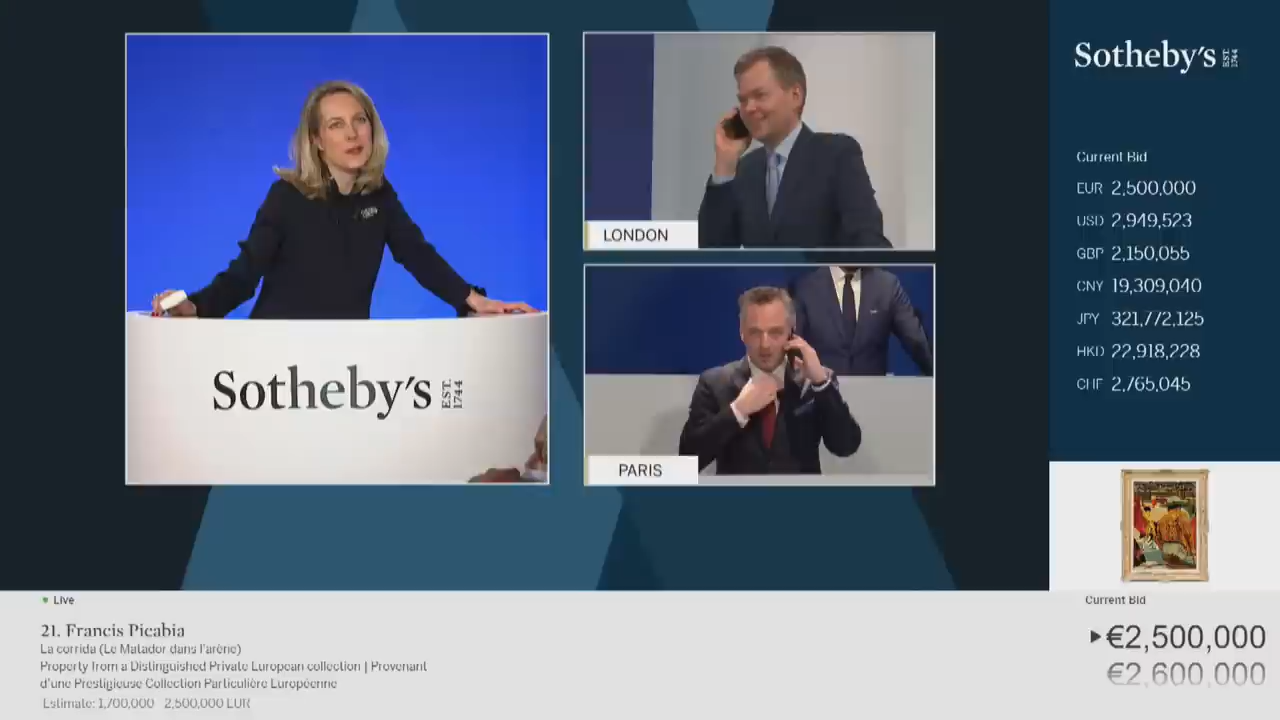 Sotheby's EST. 1744
LONDON
PARIS
Sotheby's EST. 1744
Current Bid
EUR 2,500,000
USD 2,949,523
GBP 2,150,055
CNY 19,309,040
JPY 321,772,125
HKD 22,918,228
CHF 2,765,045
Live
21. Francis Picabia
La corrida (Le Matador dans l'arène)
Property from a Distinguished Private European collection | Provenant
d'une Prestigieuse Collection Particulière Européenne
Estimate: 1,700,000 - 2,500,000 EUR
Current Bid
€2,500,000
€2,600,000